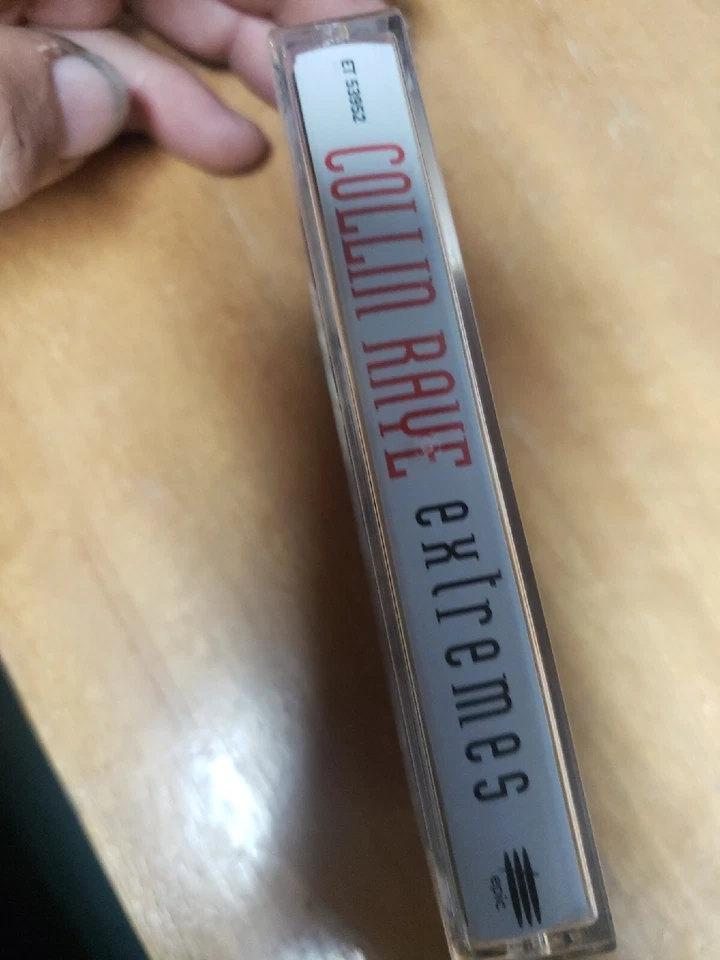 ET 53952
COLLIN RAYE extremes
epic